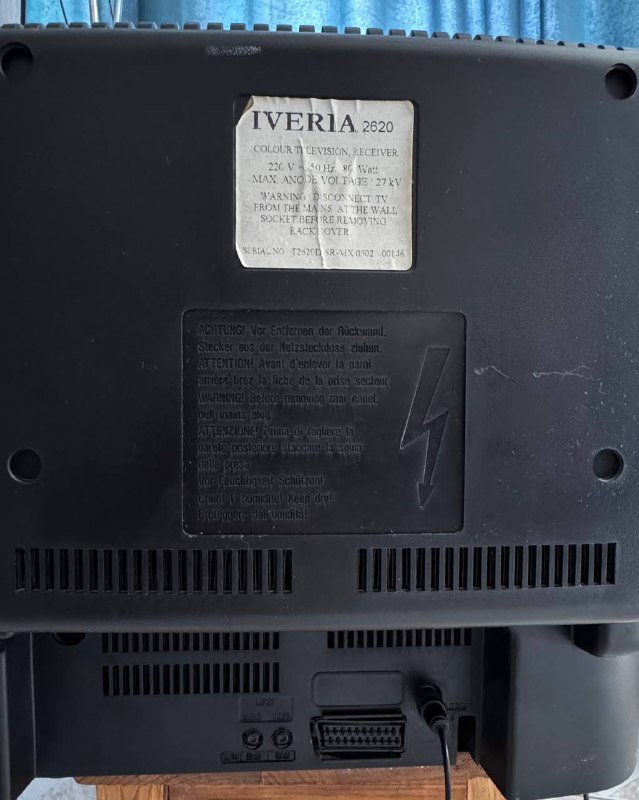 IVERIA 2620
COLOUR TELEVISION, RECEIVER
220 V ~ 50 Hz 80 Watt
MAX. ANODE VOLTAGE 27 kV
WARNING: DISCONNECT TV
FROM THE MAINS AT THE WALL
SOCKET BEFORE REMOVING
BACK COVER
SERIAL NO
ACHTUNG! Vor Entfernen der Rückwand,
Stecker aus der Netzsteckdose ziehen.
ATTENTION! Avant d'enlever la paroi
arrière tirez la fiche de la prise secteur.
WARNING! Before removing rear panel,
pull mains plug.
ATTENZIONE! Prima di togliere la
parete posteriore staccare la spina
dalla presa
Vor Feuchtigkeit Schützen!
Craint l' humidite! Keep dry!
Proteggere dall'umidità!
INPUT
AUDIO VIDEO